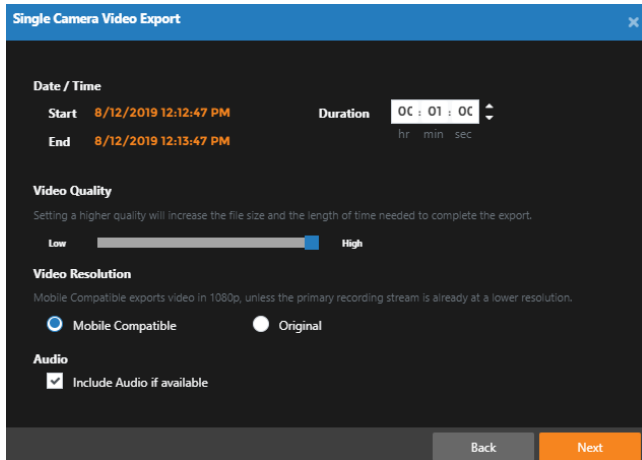 Single Camera Video Export ×
Date / Time
Start 8/12/2019 12:12:47 PM Duration 00 : 01 : 00
hr min sec
End 8/12/2019 12:13:47 PM
Video Quality
Setting a higher quality will increase the file size and the length of time needed to complete the export.
Low High
Video Resolution
Mobile Compatible exports video in 1080p, unless the primary recording stream is already at a lower resolution.
Mobile Compatible Original
Audio
Include Audio if available
Back Next